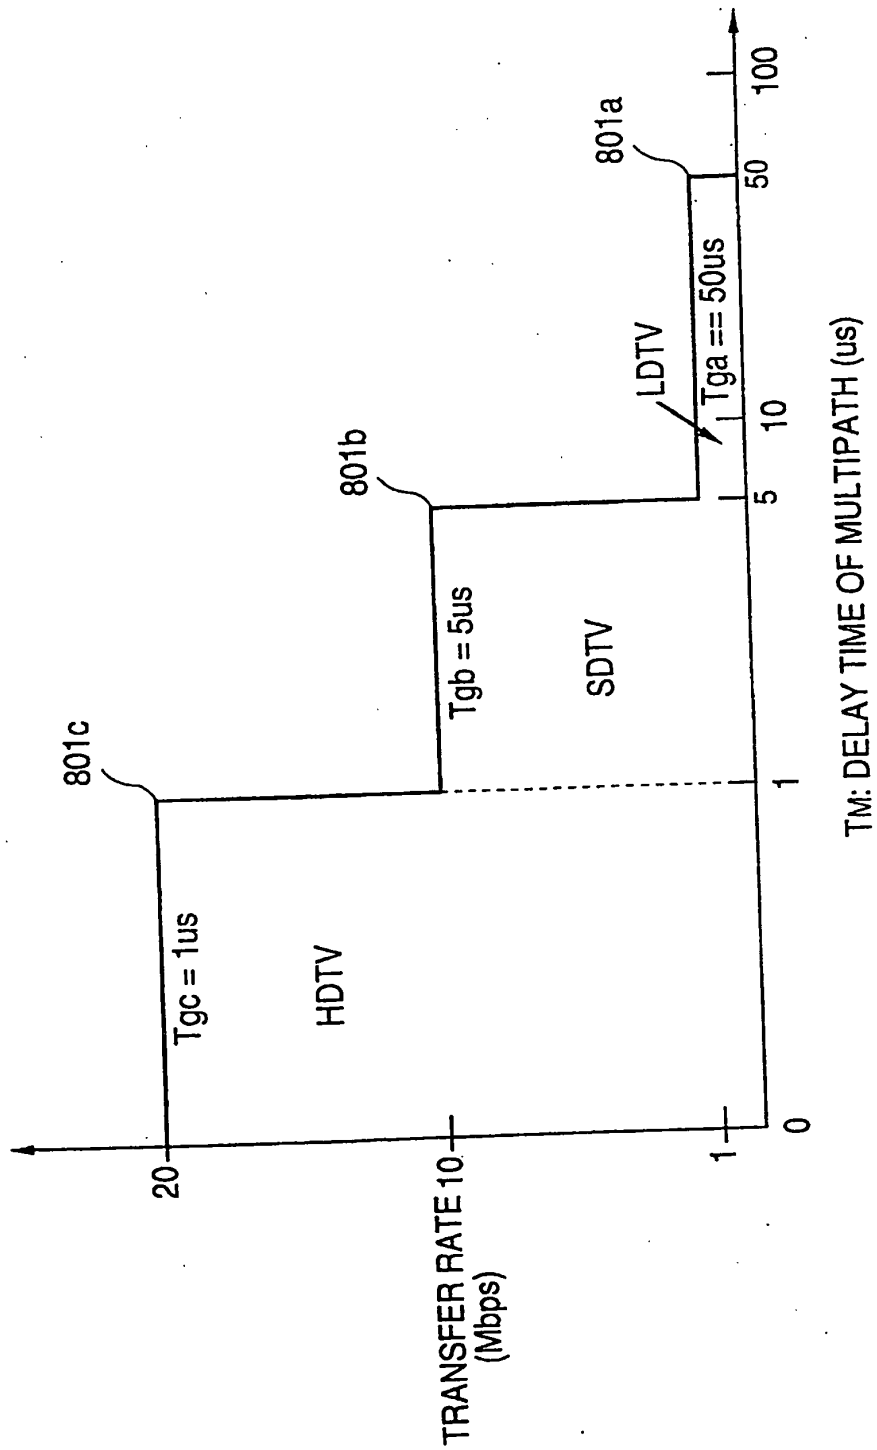 TRANSFER RATE
(Mbps)
20
10
1
0
1
5
10
50
100
TM: DELAY TIME OF MULTIPATH (us)
801c
Tgc = 1us
HDTV
801b
Tgb = 5us
SDTV
801a
LDTV
Tga == 50us